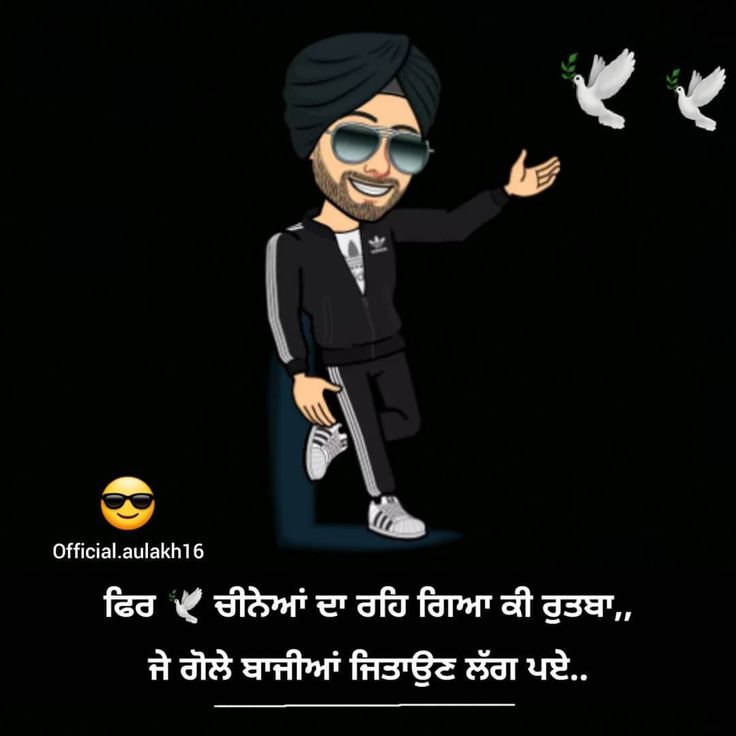 Official.aulakh16
ਫਿਰ 🕊 ਚੀਨੇਆਂ ਦਾ ਰਹਿ ਗਿਆ ਕੀ ਰੁਤਬਾ,,
ਜੇ ਗੋਲੇ ਬਾਜੀਆਂ ਜਿਤਾਉਣ ਲੱਗ ਪਏ..